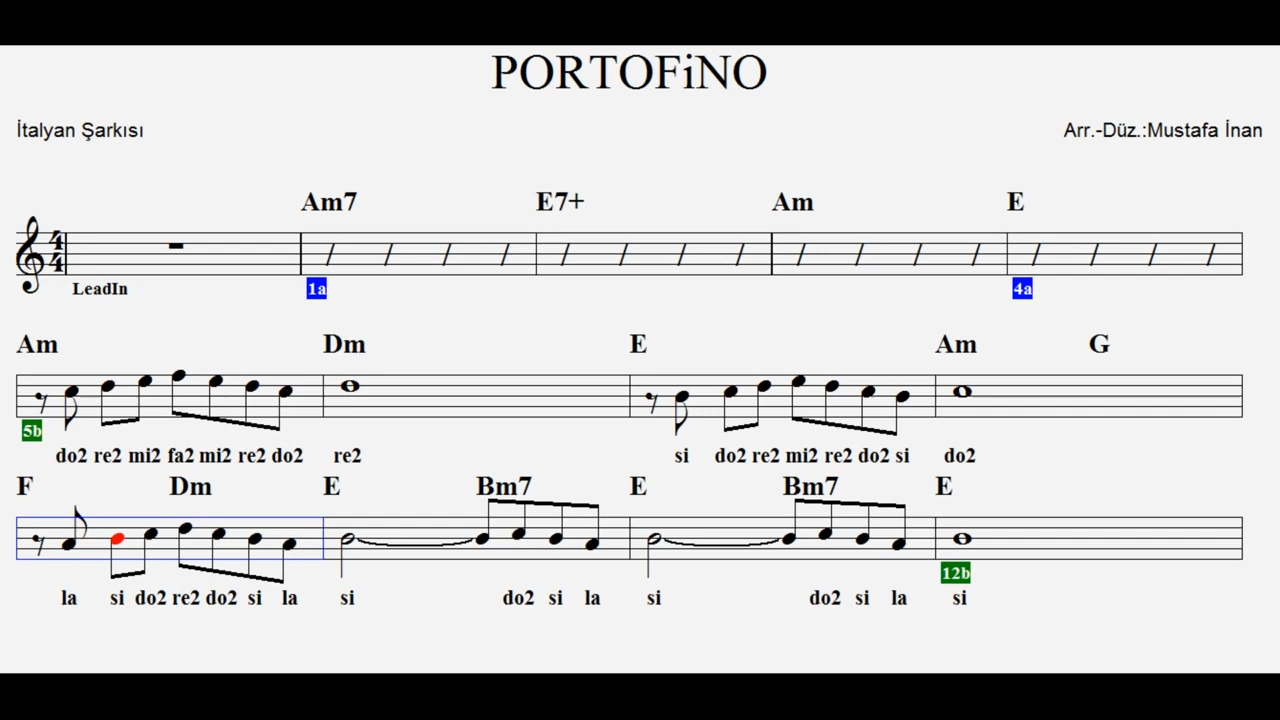 PORTOFiNO
İtalyan Şarkısı
Arr.-Düz.:Mustafa İnan
Am7 E7+ Am E
4/4
LeadIn 1a 4a
Am Dm E Am G
5b
do2 re2 mi2 fa2 mi2 re2 do2 re2 si do2 re2 mi2 re2 do2 si do2
F Dm E Bm7 E Bm7 E
12b
la si do2 re2 do2 si la si do2 si la si do2 si la si